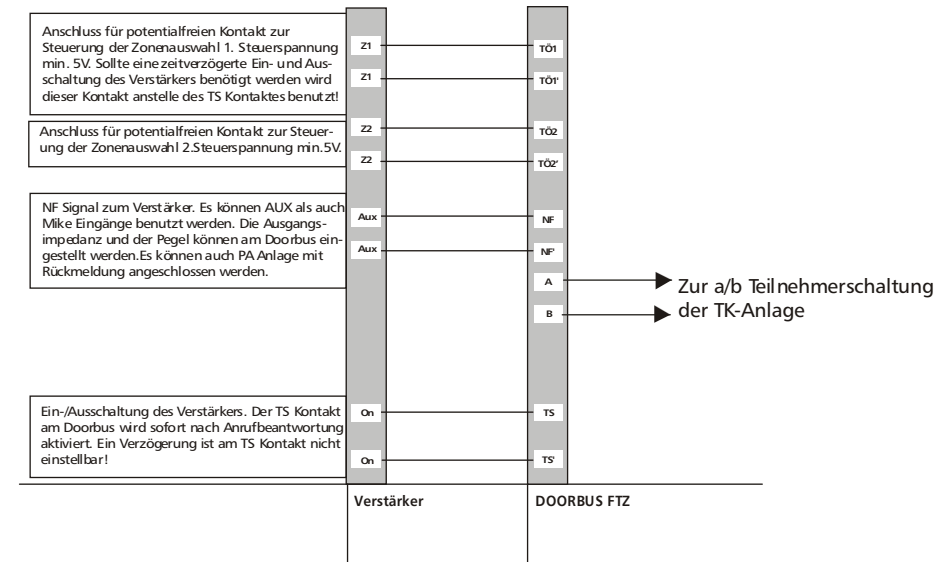 Anschluss für potentialfreien Kontakt zur
Steuerung der Zonenauswahl 1. Steuerspannung
min. 5V. Sollte eine zeitverzögerte Ein- und Aus-
schaltung des Verstärkers benötigt werden wird
dieser Kontakt anstelle des TS Kontaktes benutzt!
Z1
TÖ1
Z1
TÖ1'
Anschluss für potentialfreien Kontakt zur Steuer-
ung der Zonenauswahl 2.Steuerspannung min.5V.
Z2
TÖ2
Z2
TÖ2'
NF Signal zum Verstärker. Es können AUX als auch
Mike Eingänge benutzt werden. Die Ausgangs-
impedanz und der Pegel können am Doorbus ein-
gestellt werden.Es können auch PA Anlage mit
Rückmeldung angeschlossen werden.
Aux
NF
Aux
NF'
A
B
Zur a/b Teilnehmerschaltung
der TK-Anlage
Ein-/Ausschaltung des Verstärkers. Der TS Kontakt
am Doorbus wird sofort nach Anrufbeantwortung
aktiviert. Ein Verzögerung ist am TS Kontakt nicht
einstellbar!
On
TS
On
TS'
Verstärker
DOORBUS FTZ